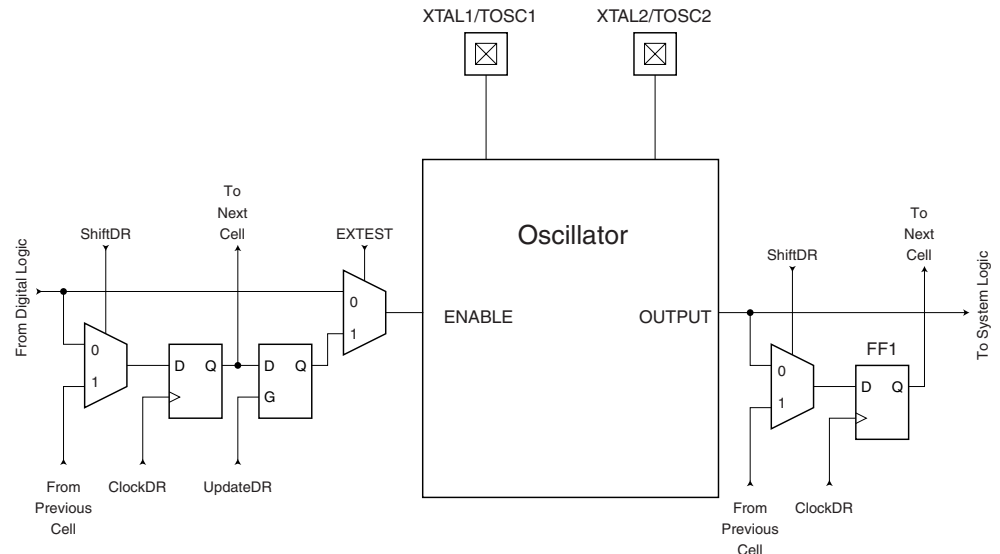 XTAL1/TOSC1
XTAL2/TOSC2
From Digital Logic
ShiftDR
To
Next
Cell
EXTEST
0
1
0
1
D
Q
D
Q
G
From
Previous
Cell
ClockDR
UpdateDR
Oscillator
ENABLE
OUTPUT
ShiftDR
To
Next
Cell
0
1
FF1
D
Q
From
Previous
Cell
ClockDR
To System Logic